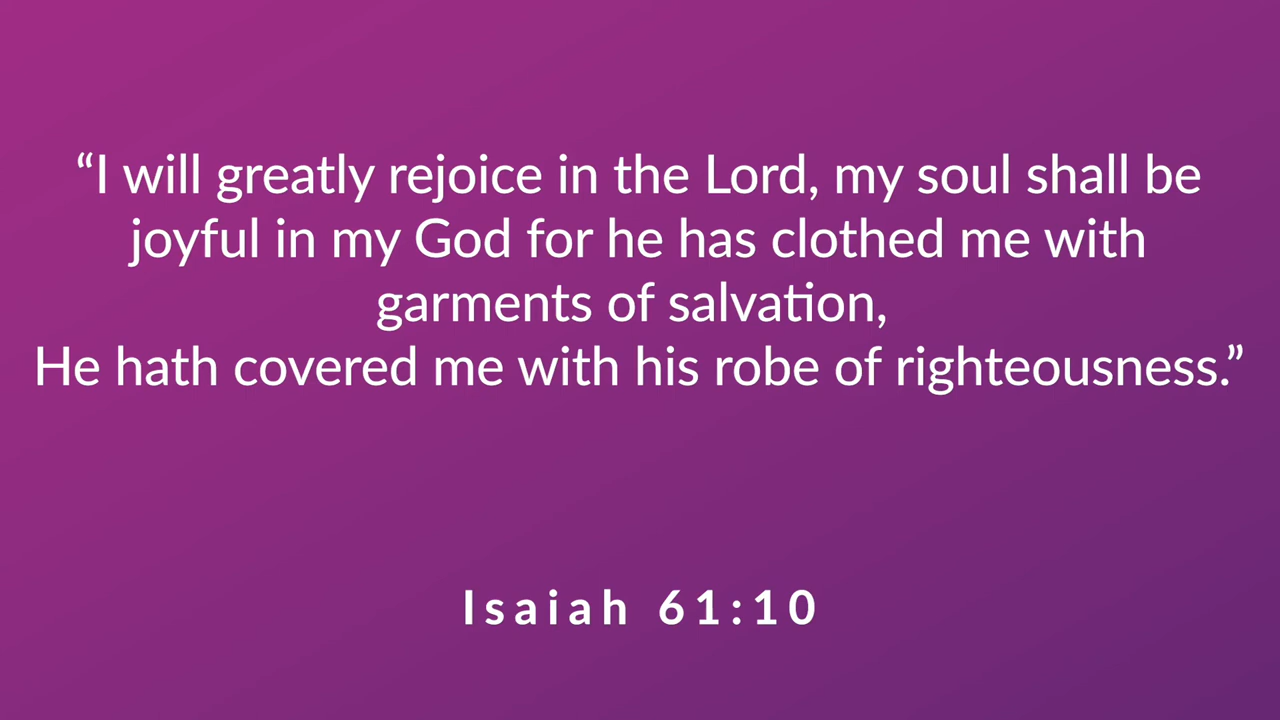 “I will greatly rejoice in the Lord, my soul shall be
joyful in my God for he has clothed me with
garments of salvation,
He hath covered me with his robe of righteousness.”
Isaiah 61:10